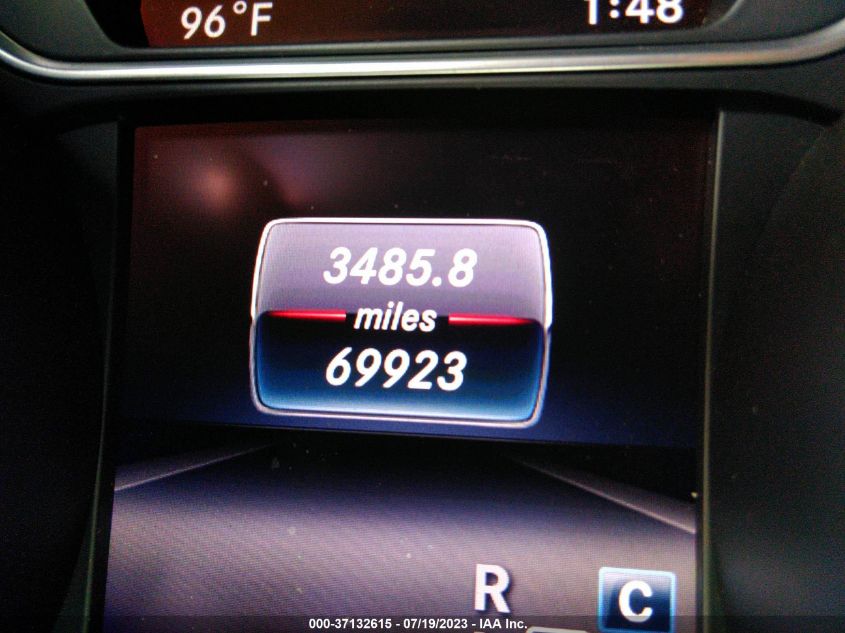 96°F 1:48
3485.8
miles
69923
R C
000-37132615 - 07/19/2023 - IAA Inc.